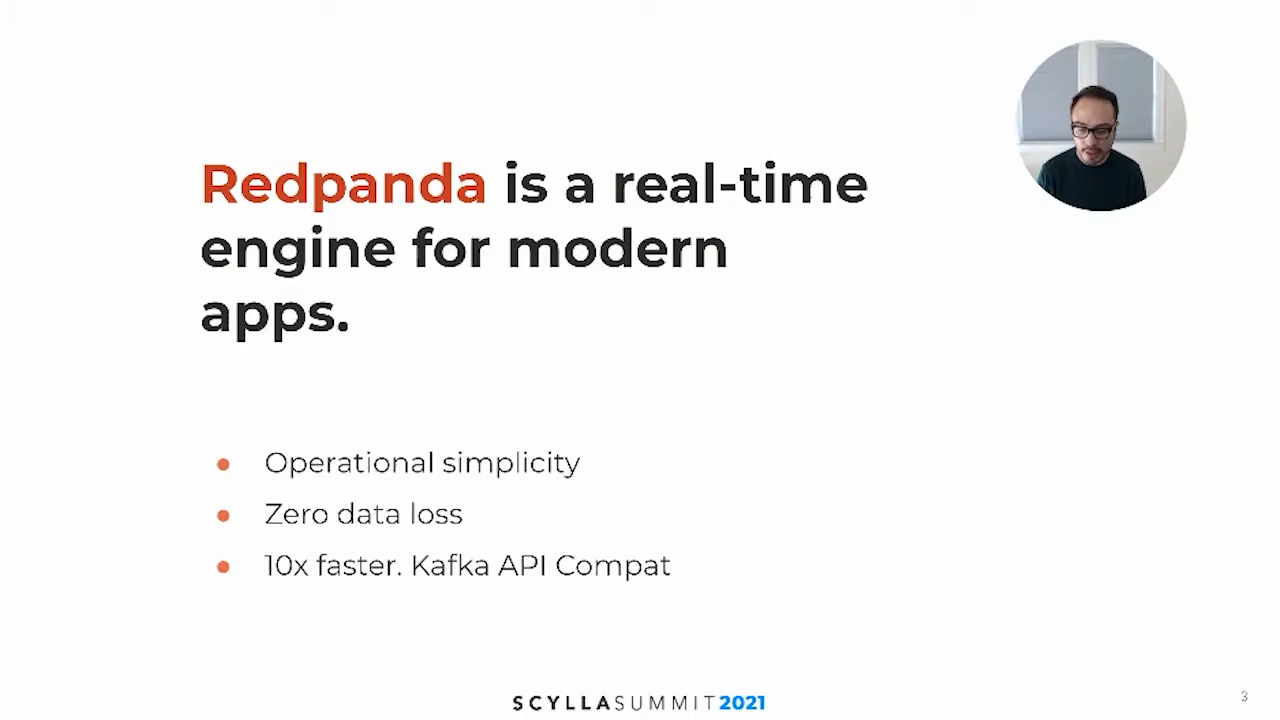 Redpanda is a real-time
engine for modern
apps.
● Operational simplicity
● Zero data loss
● 10x faster. Kafka API Compat
SCYLLASUMMIT2021
3